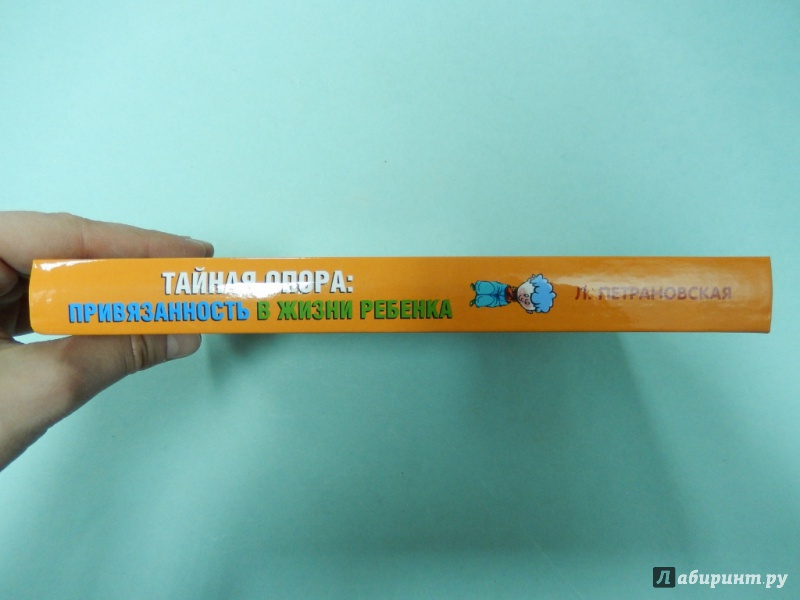 ТАЙНАЯ ОПОРА:
ПРИВЯЗАННОСТЬ В ЖИЗНИ РЕБЕНКА
Л. ПЕТРАНОВСКАЯ
Лабиринт.ру